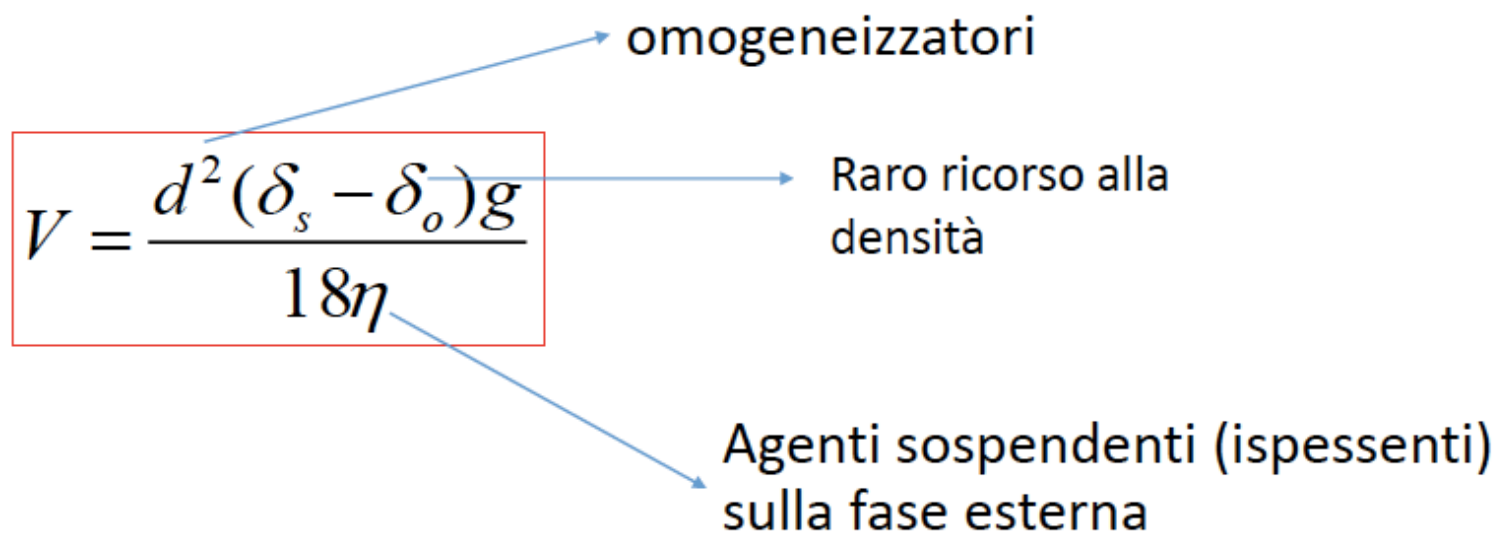 omogeneizzatori
V = d²(δₛ − δₒ)g / 18η
Raro ricorso alla
densità
Agenti sospendenti (ispessenti)
sulla fase esterna